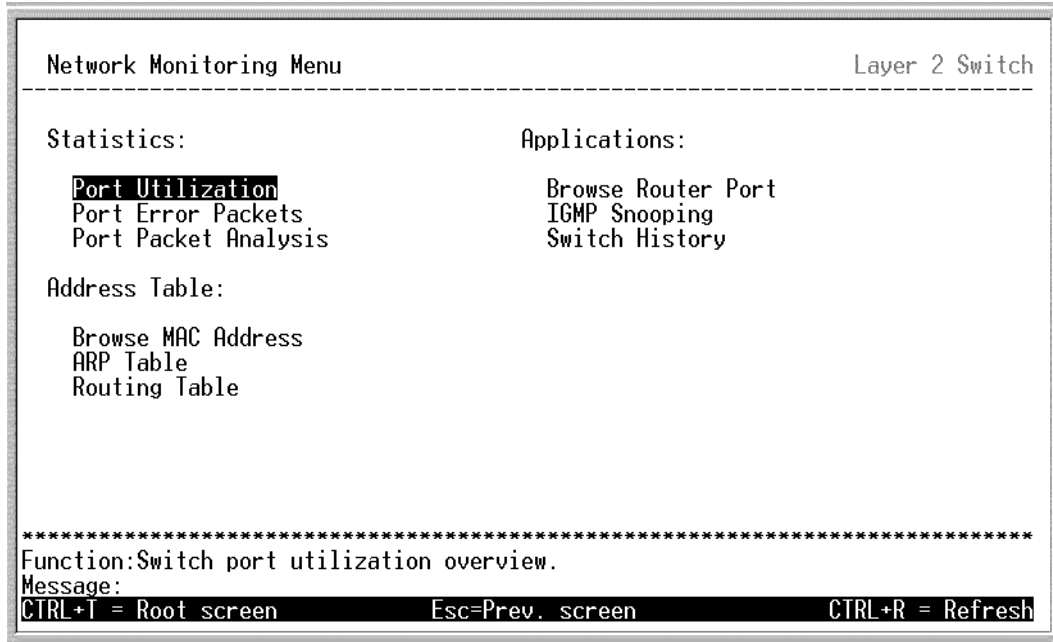 Network Monitoring Menu Layer 2 Switch
--------------------------------------------------------------------------------
Statistics: Applications:
Port Utilization Browse Router Port
Port Error Packets IGMP Snooping
Port Packet Analysis Switch History
Address Table:
Browse MAC Address
ARP Table
Routing Table
********************************************************************************
Function:Switch port utilization overview.
Message:
CTRL+T = Root screen Esc=Prev. screen CTRL+R = Refresh